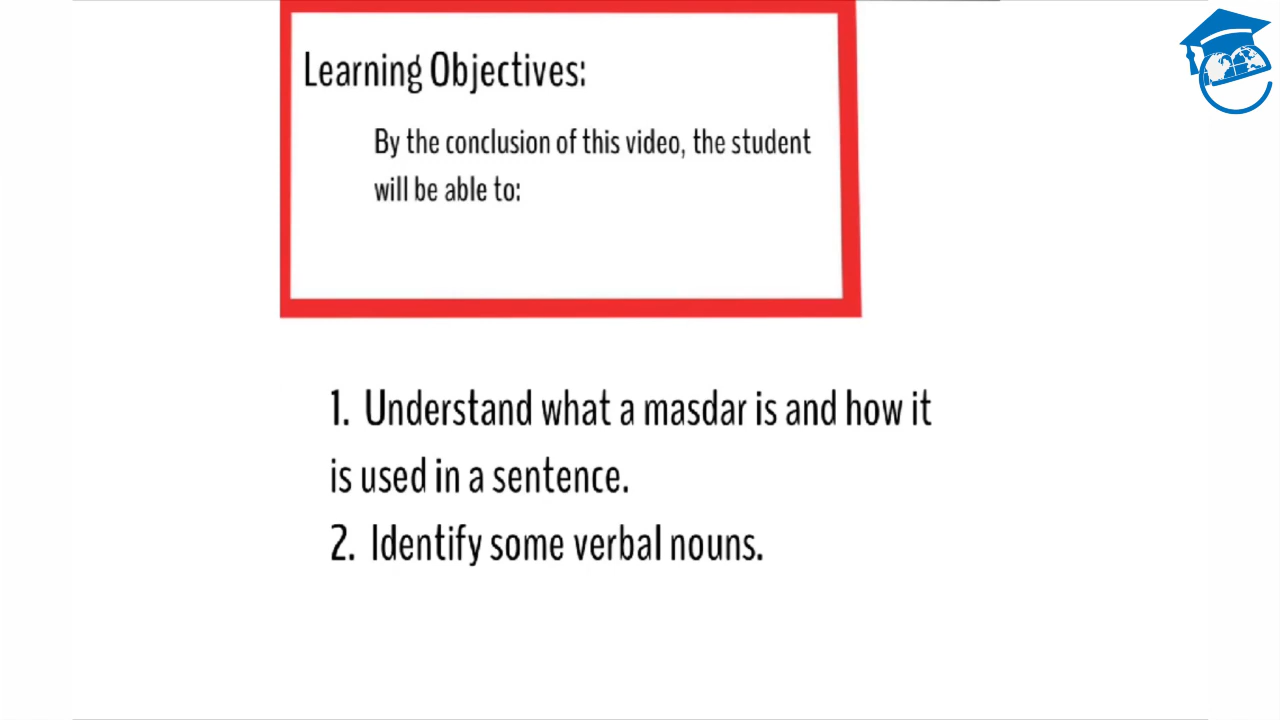 Learning Objectives:
By the conclusion of this video, the student
will be able to:
1. Understand what a masdar is and how it
is used in a sentence.
2. Identify some verbal nouns.